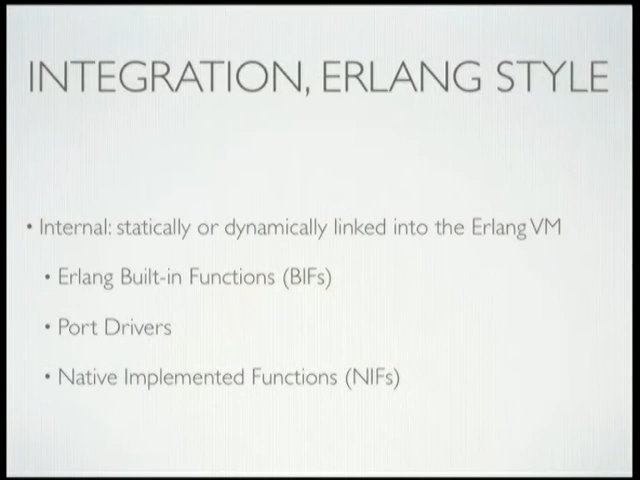 INTEGRATION, ERLANG STYLE
• Internal: statically or dynamically linked into the Erlang VM
• Erlang Built-in Functions (BIFs)
• Port Drivers
• Native Implemented Functions (NIFs)